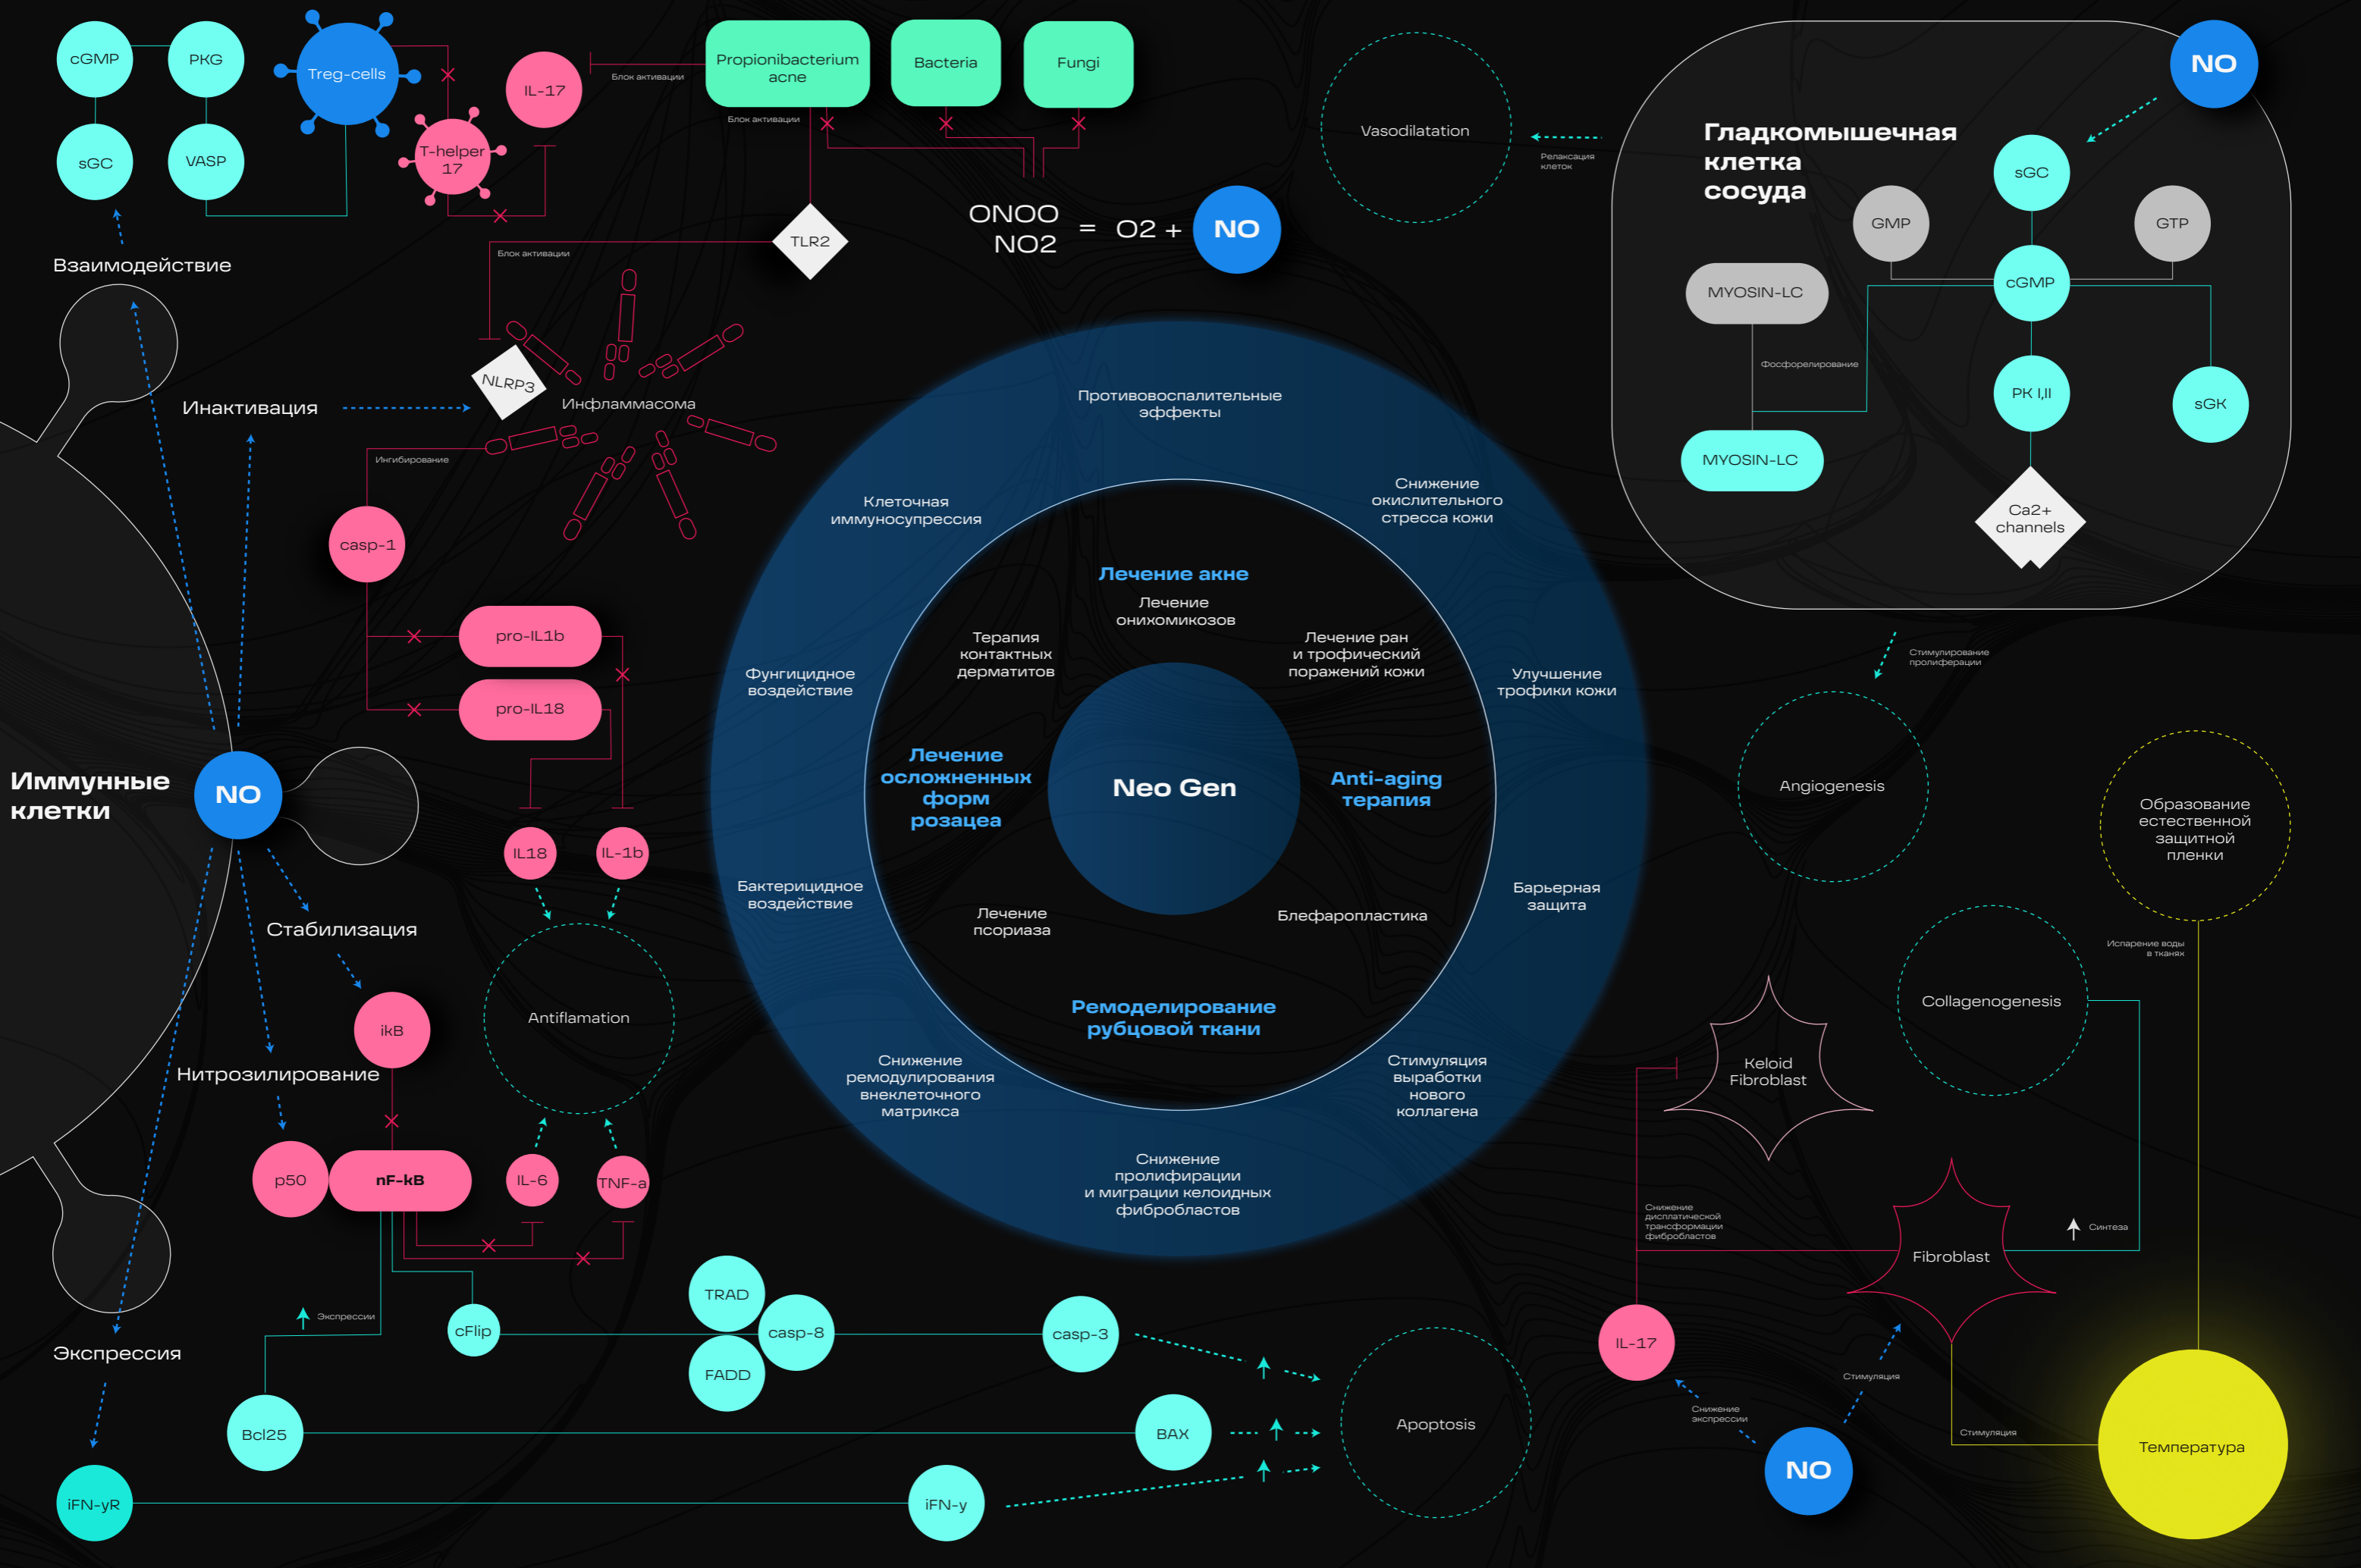 cGMP
PKG
Treg-cells
sGC
VASP
T-helper
17
IL-17
Блок активации
Propionibacterium
acne
Bacteria
Fungi
Блок активации
TLR2
Блок активации
ONOO
NO2
=
O2 +
NO
Vasodilatation
Релаксация
клеток
NO
Гладкомышечная
клетка
сосуда
sGC
GMP
GTP
cGMP
MYOSIN-LC
Фосфорелирование
PK I,II
sGK
MYOSIN-LC
Ca2+
channels
Взаимодействие
Инактивация
NLRP3
Инфламмасома
Ингибирование
casp-1
pro-IL1b
pro-IL18
Иммунные
клетки
NO
IL18
IL-1b
Стабилизация
Antiflamation
ikB
Нитрозилирование
p50
nF-kB
IL-6
TNF-a
Экспрессии
Экспрессия
cFlip
TRAD
FADD
casp-8
casp-3
Bcl25
BAX
iFN-yR
iFN-y
Apoptosis
Противовоспалительные
эффекты
Клеточная
иммуносупрессия
Снижение
окислительного
стресса кожи
Фунгицидное
воздействие
Улучшение
трофики кожи
Бактерицидное
воздействие
Барьерная
защита
Снижение
ремодулирования
внеклеточного
матрикса
Стимуляция
выработки
нового
коллагена
Снижение
пролифирации
и миграции келоидных
фибробластов
Лечение акне
Лечение
онихомикозов
Терапия
контактных
дерматитов
Лечение ран
и трофический
поражений кожи
Лечение
осложненных
форм
розацеа
Neo Gen
Anti-aging
терапия
Лечение
псориаза
Блефаропластика
Ремоделирование
рубцовой ткани
Стимулирование
пролиферации
Angiogenesis
Образование
естественной
защитной
пленки
Испарение воды
в тканях
Collagenogenesis
Keloid
Fibroblast
Снижение
дисплатической
трансформации
фибробластов
Fibroblast
Синтеза
IL-17
Снижение
экспрессии
Стимуляция
Стимуляция
NO
Температура